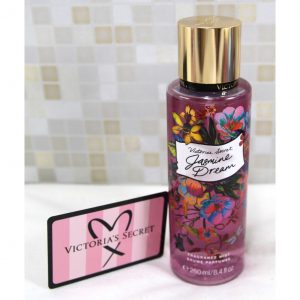 Victoria's Secret
Jasmine
Dream
FRAGRANCE MIST
BRUME PARFUMÉE
℮ 250 ml/8.4 fl oz
VICTORIA'S SECRET